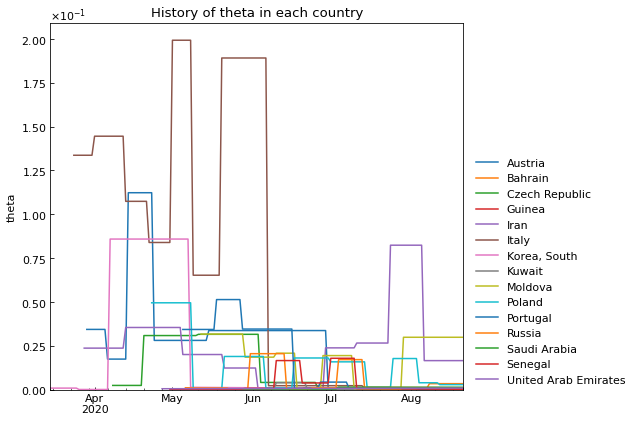 History of theta in each country
×10⁻¹
2.00
1.75
1.50
1.25
1.00
0.75
0.50
0.25
0.00
theta
Apr
2020
May
Jun
Jul
Aug
Austria
Bahrain
Czech Republic
Guinea
Iran
Italy
Korea, South
Kuwait
Moldova
Poland
Portugal
Russia
Saudi Arabia
Senegal
United Arab Emirates